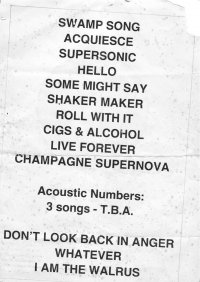 SWAMP SONG
ACQUIESCE
SUPERSONIC
HELLO
SOME MIGHT SAY
SHAKER MAKER
ROLL WITH IT
CIGS & ALCOHOL
LIVE FOREVER
CHAMPAGNE SUPERNOVA
Acoustic Numbers:
3 songs - T.B.A.
DON'T LOOK BACK IN ANGER
WHATEVER
I AM THE WALRUS